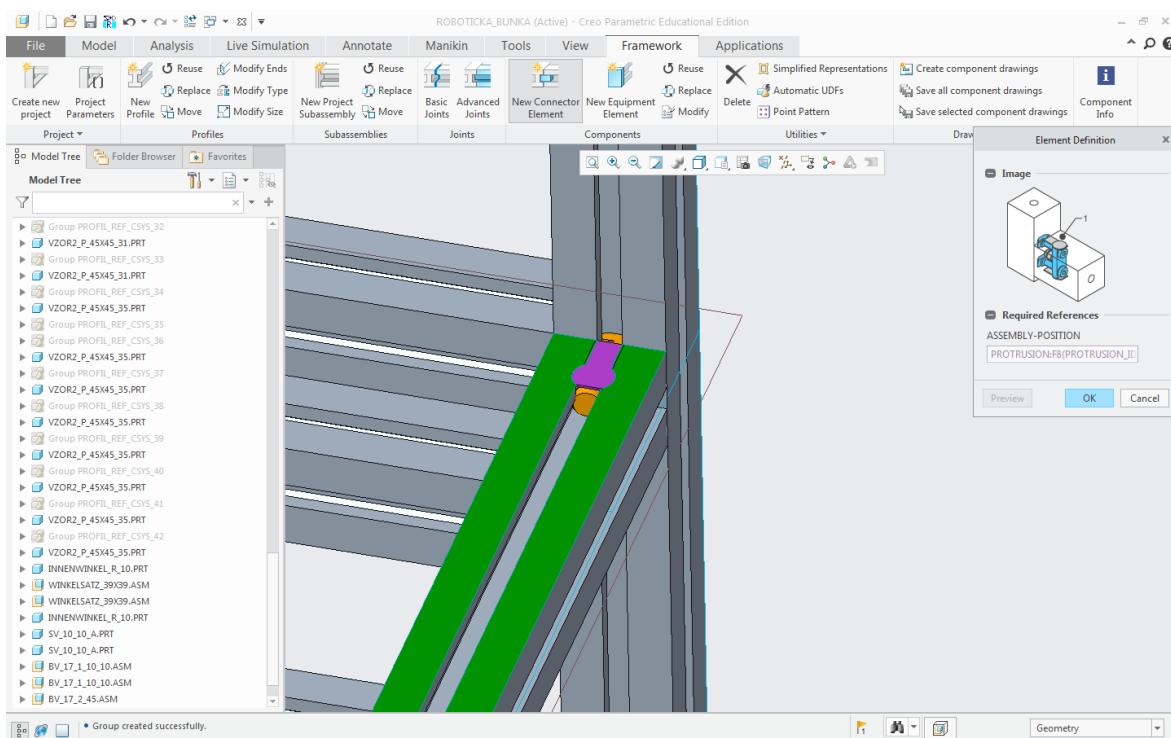 ROBOTICKA_BUNKA (Active) - Creo Parametric Educational Edition
File Model Analysis Live Simulation Annotate Manikin Tools View Framework Applications
Reuse Modify Ends Reuse Reuse Simplified Representations Create component drawings
Replace Modify Type Replace Replace Automatic UDFs Save all component drawings
Create new project Project Parameters New Profile Move Modify Size New Project Subassembly Move Basic Joints Advanced Joints New Connector Element New Equipment Element Modify Delete Point Pattern Save selected component drawings Component Info
Project Profiles Subassemblies Joints Components Utilities Draw
Model Tree Folder Browser Favorites
Model Tree
Group PROFIL_REF_CSYS_32
VZOR2_P_45X45_31.PRT
Group PROFIL_REF_CSYS_33
VZOR2_P_45X45_31.PRT
Group PROFIL_REF_CSYS_34
VZOR2_P_45X45_35.PRT
Group PROFIL_REF_CSYS_35
Group PROFIL_REF_CSYS_36
VZOR2_P_45X45_35.PRT
Group PROFIL_REF_CSYS_37
VZOR2_P_45X45_35.PRT
Group PROFIL_REF_CSYS_38
VZOR2_P_45X45_35.PRT
Group PROFIL_REF_CSYS_39
VZOR2_P_45X45_35.PRT
Group PROFIL_REF_CSYS_40
VZOR2_P_45X45_35.PRT
Group PROFIL_REF_CSYS_41
VZOR2_P_45X45_35.PRT
Group PROFIL_REF_CSYS_42
VZOR2_P_45X45_35.PRT
INNENWINKEL_R_10.PRT
WINKELSATZ_39X39.ASM
WINKELSATZ_39X39.ASM
INNENWINKEL_R_10.PRT
SV_10_10_A.PRT
SV_10_10_A.PRT
BV_17_1_10_10.ASM
BV_17_1_10_10.ASM
BV_17_2_45.ASM
Element Definition
Image
1
Required References
ASSEMBLY-POSITION
PROTRUSION:F8(PROTRUSION_I
Preview OK Cancel
• Group created successfully.
1
Geometry